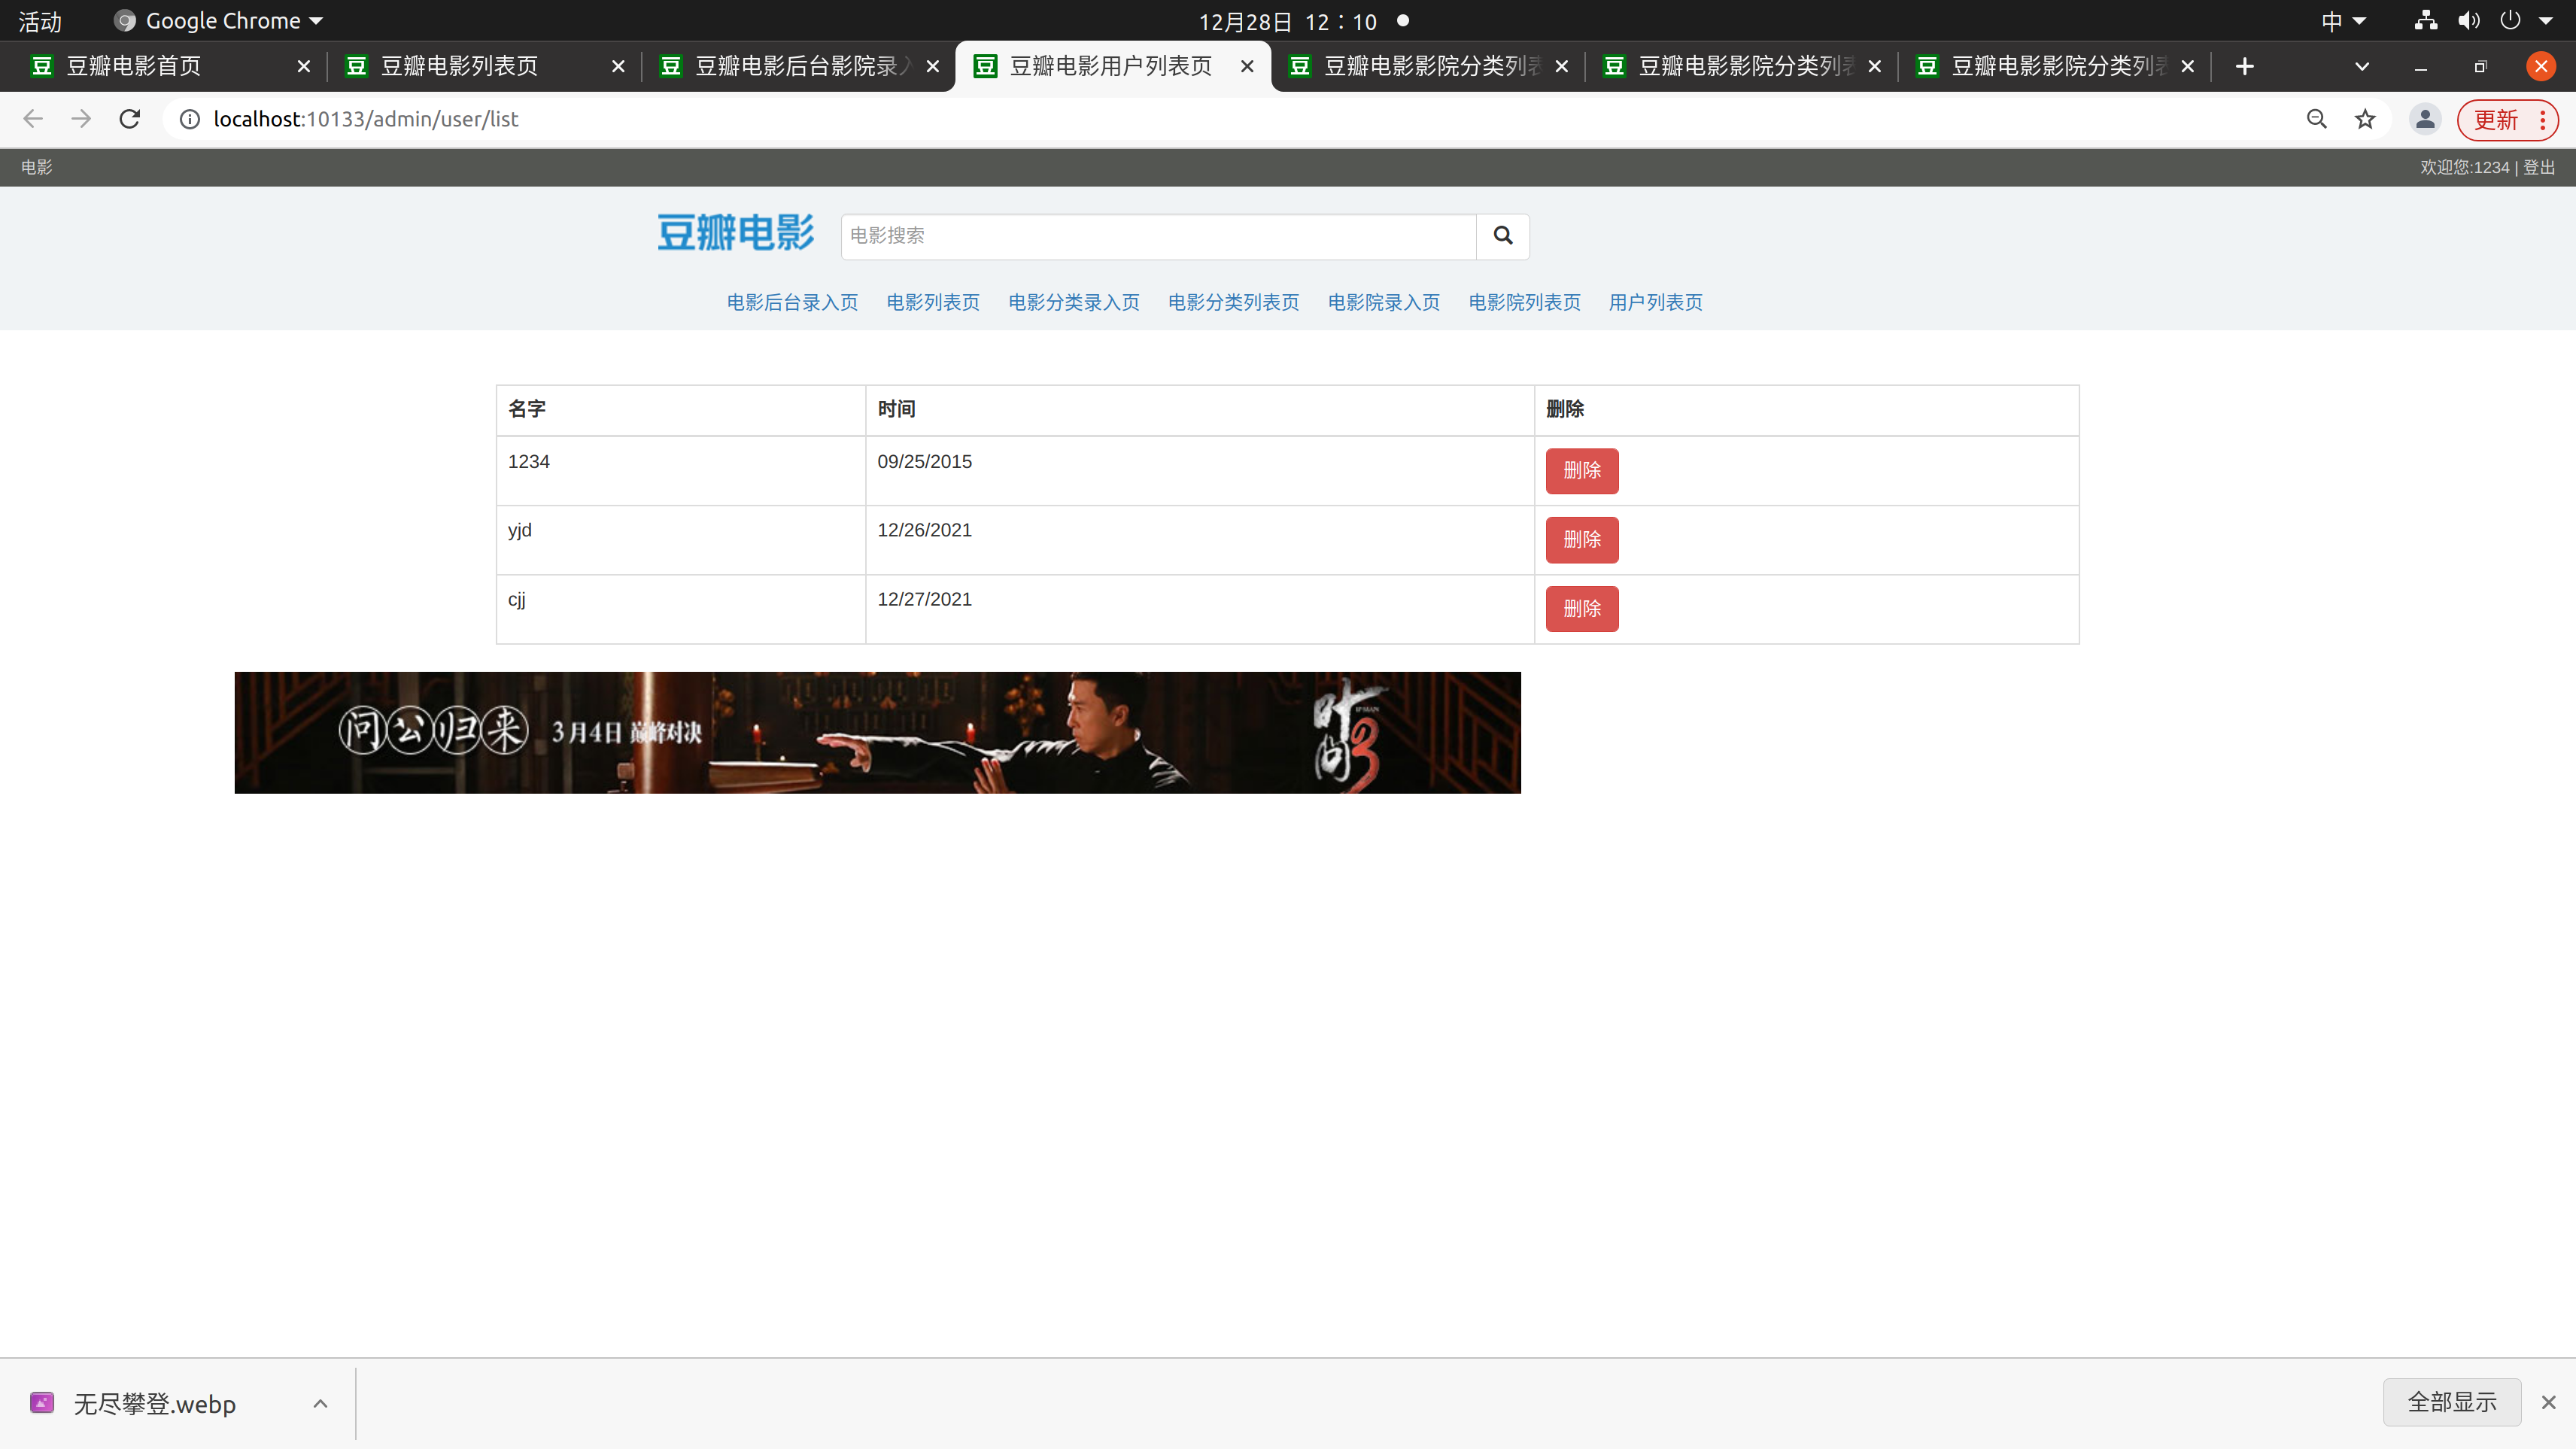 活动 Google Chrome 12月28日 12：10 中
豆瓣电影首页 豆瓣电影列表页 豆瓣电影后台影院录入 豆瓣电影用户列表页 豆瓣电影影院分类列表 豆瓣电影影院分类列表 豆瓣电影影院分类列表
localhost:10133/admin/user/list 更新
电影 欢迎您:1234 | 登出
豆瓣电影 电影搜索
电影后台录入页 电影列表页 电影分类录入页 电影分类列表页 电影院录入页 电影院列表页 用户列表页
名字 时间 删除
1234 09/25/2015 删除
yjd 12/26/2021 删除
cjj 12/27/2021 删除
问公归来 3月4日 巅峰对决 叶问3 IP MAN
无尽攀登.webp 全部显示